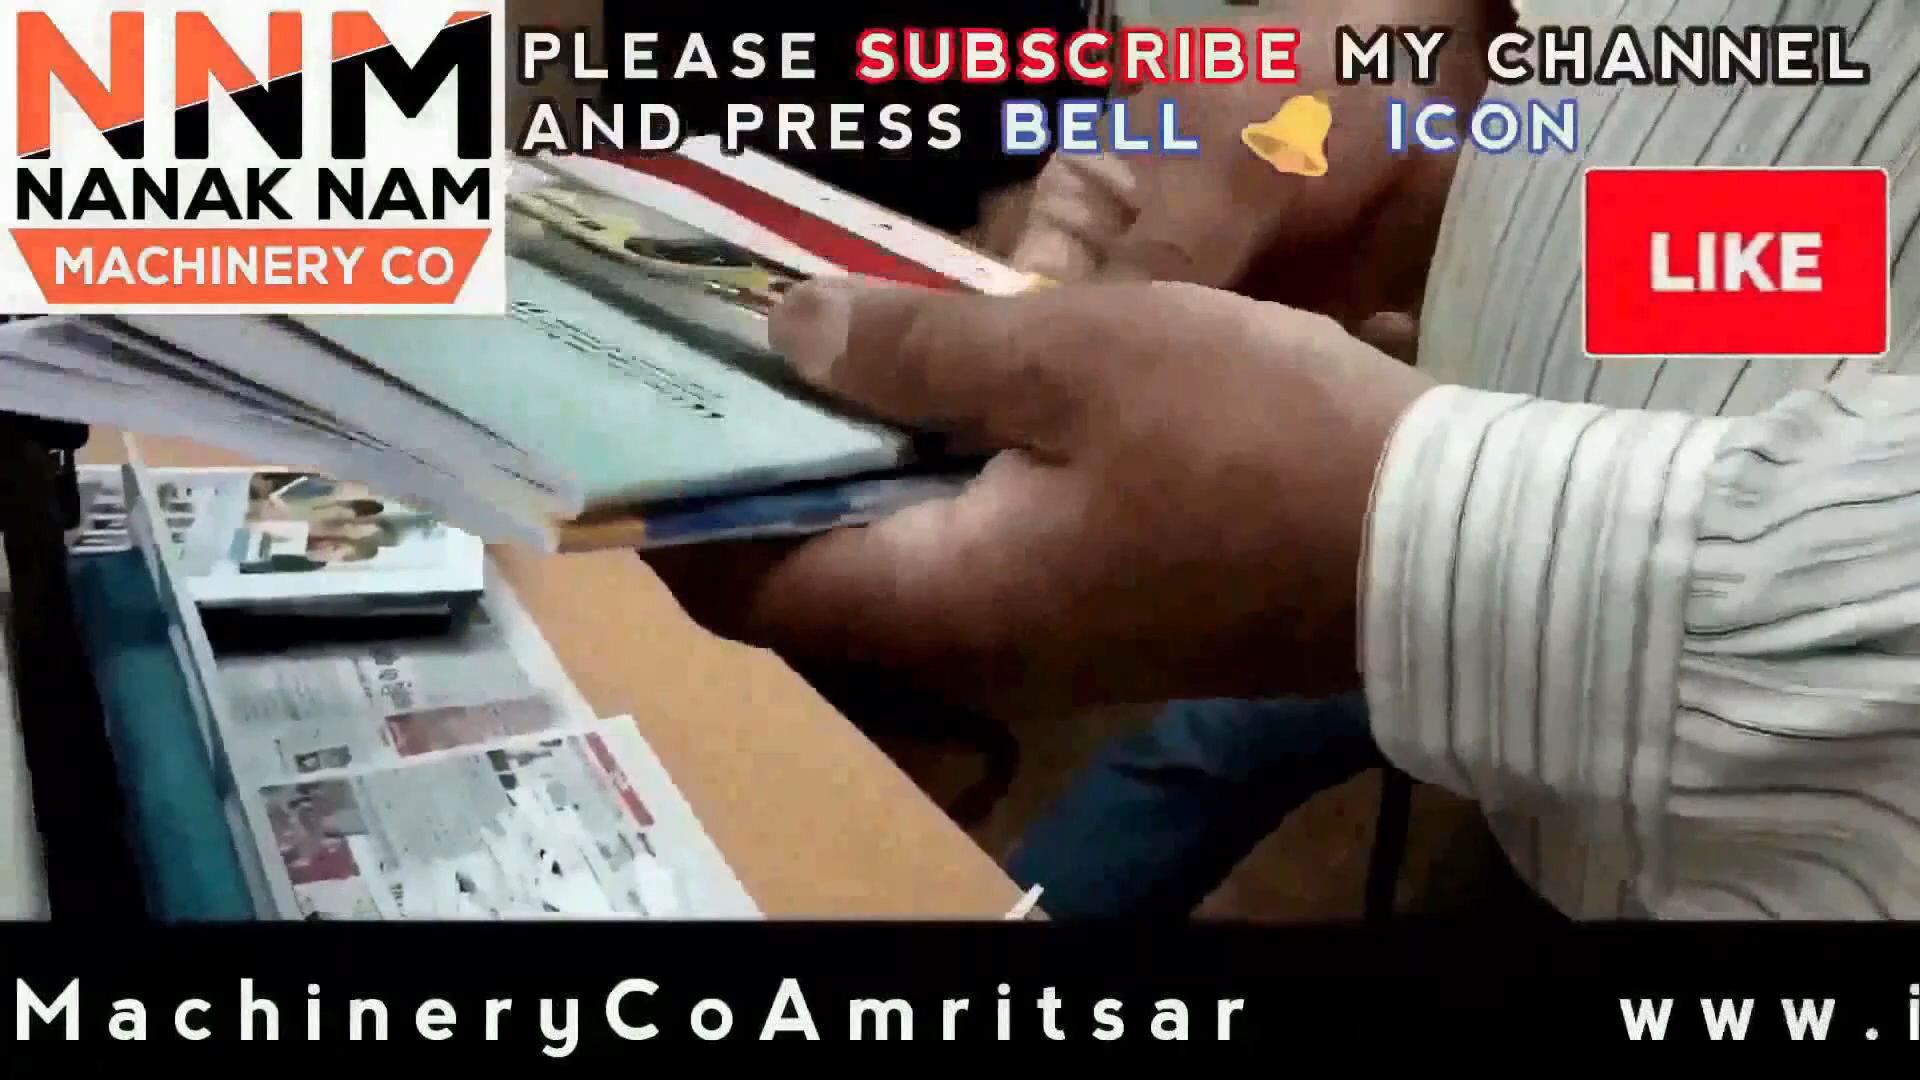 NNM
NANAK NAM
MACHINERY CO
PLEASE SUBSCRIBE MY CHANNEL
AND PRESS BELL 🔔 ICON
LIKE
MachineryCoAmritsar
www.i